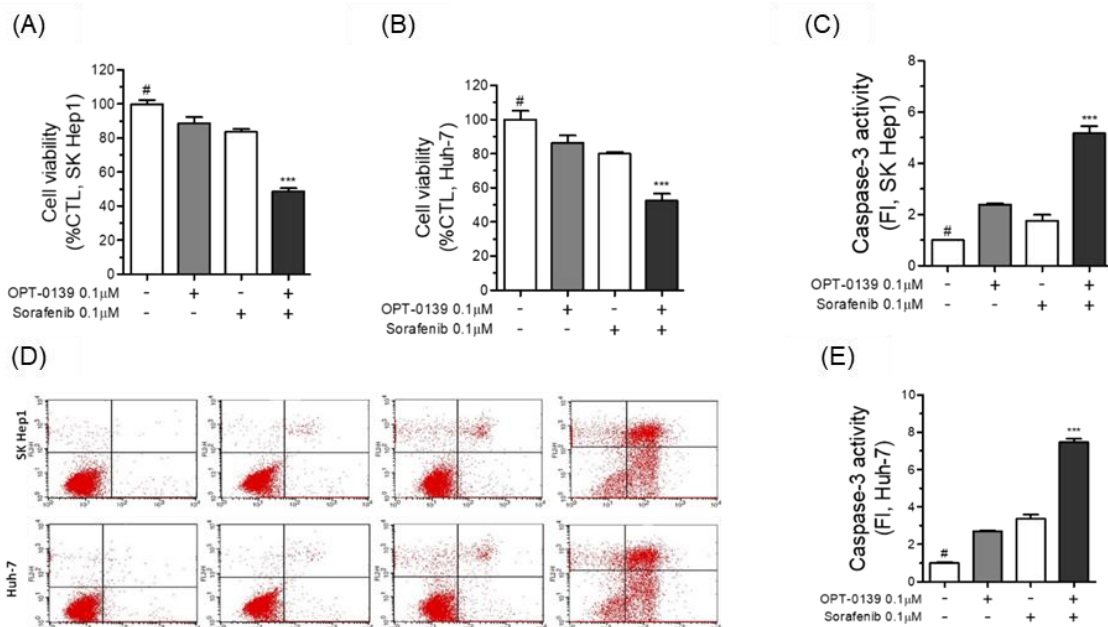 (A)
Cell viability
(%CTL, SK Hep1)
120
100
80
60
40
20
0
#
***
OPT-0139 0.1μM - + - +
Sorafenib 0.1μM - - + +
(B)
Cell viability
(%CTL, Huh-7)
120
100
80
60
40
20
0
#
***
OPT-0139 0.1μM - + - +
Sorafenib 0.1μM - - + +
(C)
Caspase-3 activity
(FI, SK Hep1)
8
6
4
2
0
#
***
OPT-0139 0.1μM - + - +
Sorafenib 0.1μM - - + +
(D)
SK Hep1
Huh-7
(E)
Caspase-3 activity
(FI, Huh-7)
10
8
6
4
2
0
#
***
OPT-0139 0.1μM - + - +
Sorafenib 0.1μM - - + +